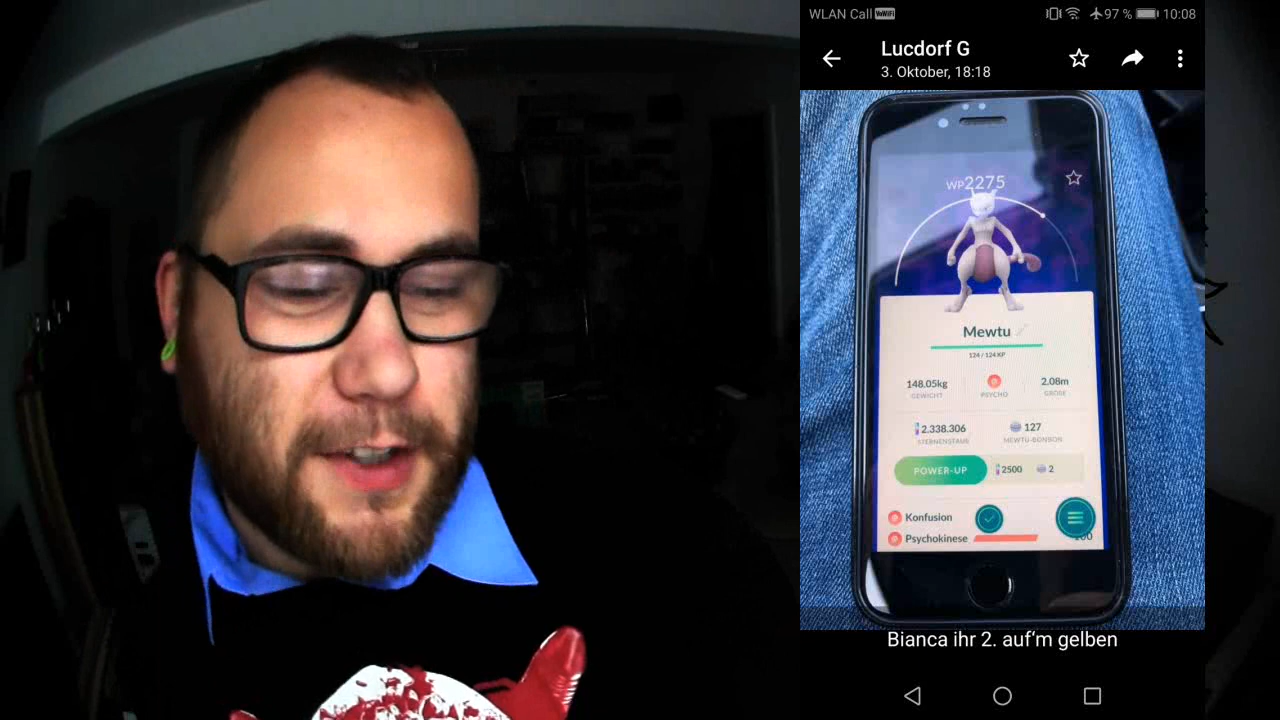 WLAN Call VoWiFi 97 % 10:08
Lucdorf G
3. Oktober, 18:18
WP2275
Mewtu
124 / 124 KP
148.05kg
GEWICHT
PSYCHO
2.08m
GRÖSSE
2.338.306
STERNENSTAUB
127
MEWTU-BONBON
POWER-UP 2500 2
Konfusion
Psychokinese
Bianca ihr 2. auf'm gelben